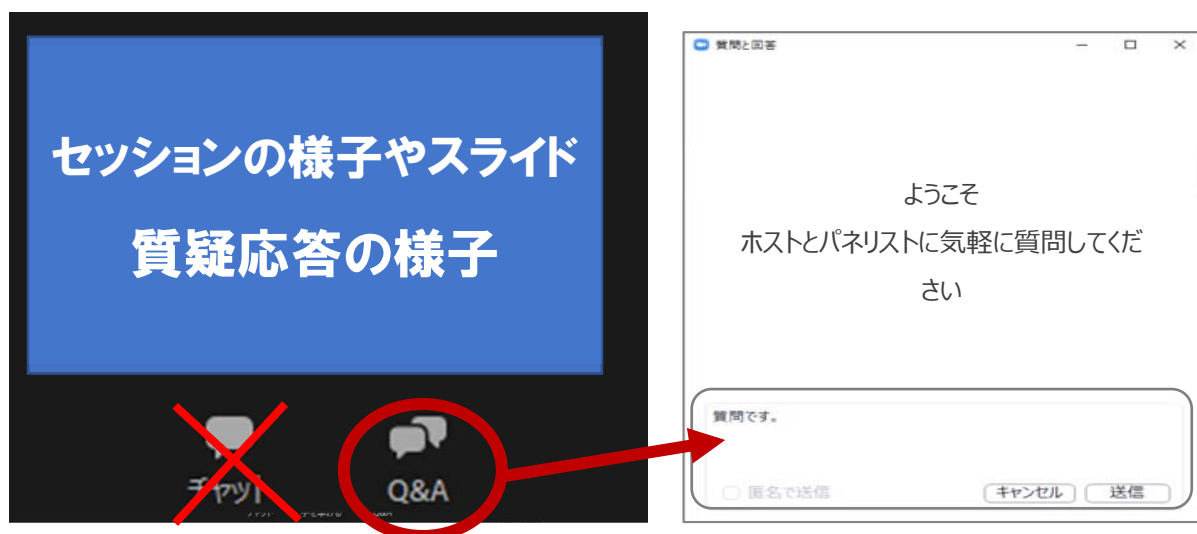 セッションの様子やスライド
質疑応答の様子
チャット
Q&A
質問と回答
ようこそ
ホストとパネリストに気軽に質問してくだ
さい
質問です。
匿名で送信
キャンセル
送信